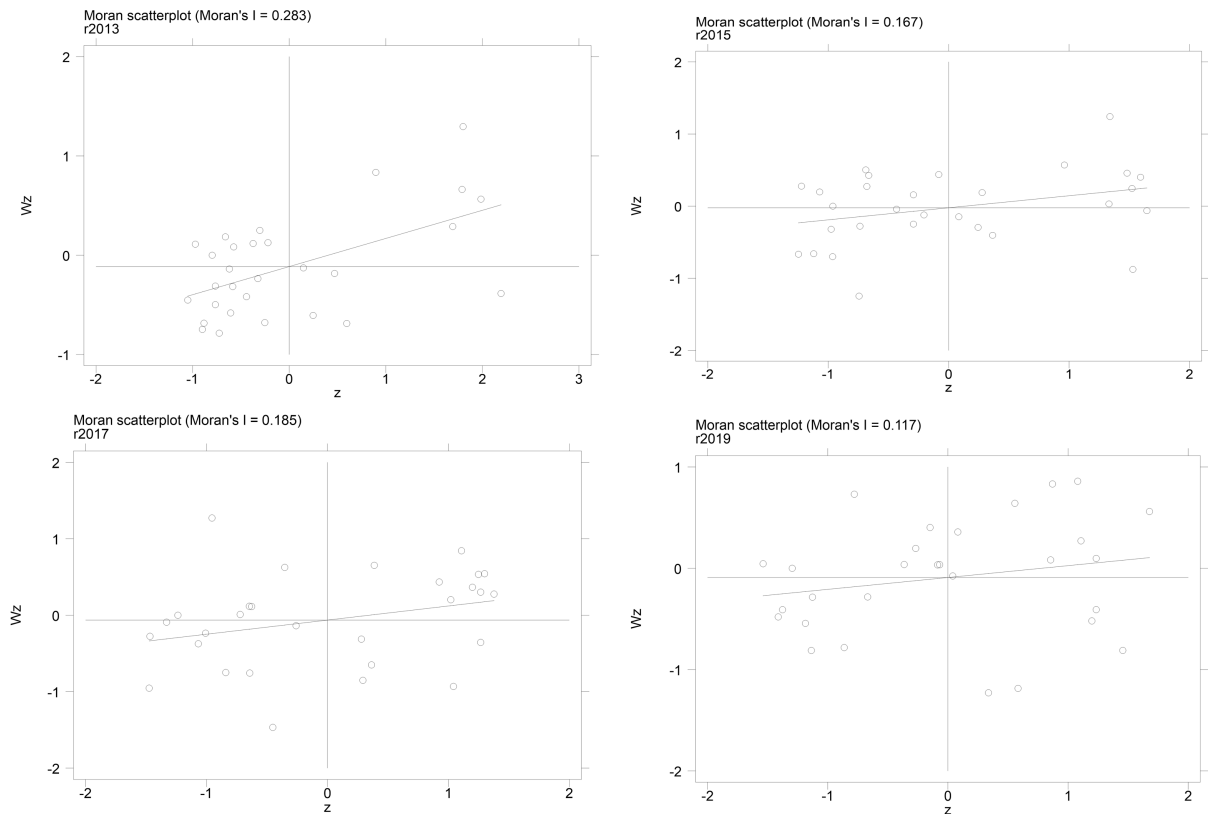 Moran scatterplot (Moran's I = 0.283)
r2013
2
1
0
-1
Wz
-2
-1
0
1
2
3
z
Moran scatterplot (Moran's I = 0.167)
r2015
2
1
0
-1
-2
Wz
-2
-1
0
1
2
z
Moran scatterplot (Moran's I = 0.185)
r2017
2
1
0
-1
-2
Wz
-2
-1
0
1
2
z
Moran scatterplot (Moran's I = 0.117)
r2019
1
0
-1
-2
Wz
-2
-1
0
1
2
z